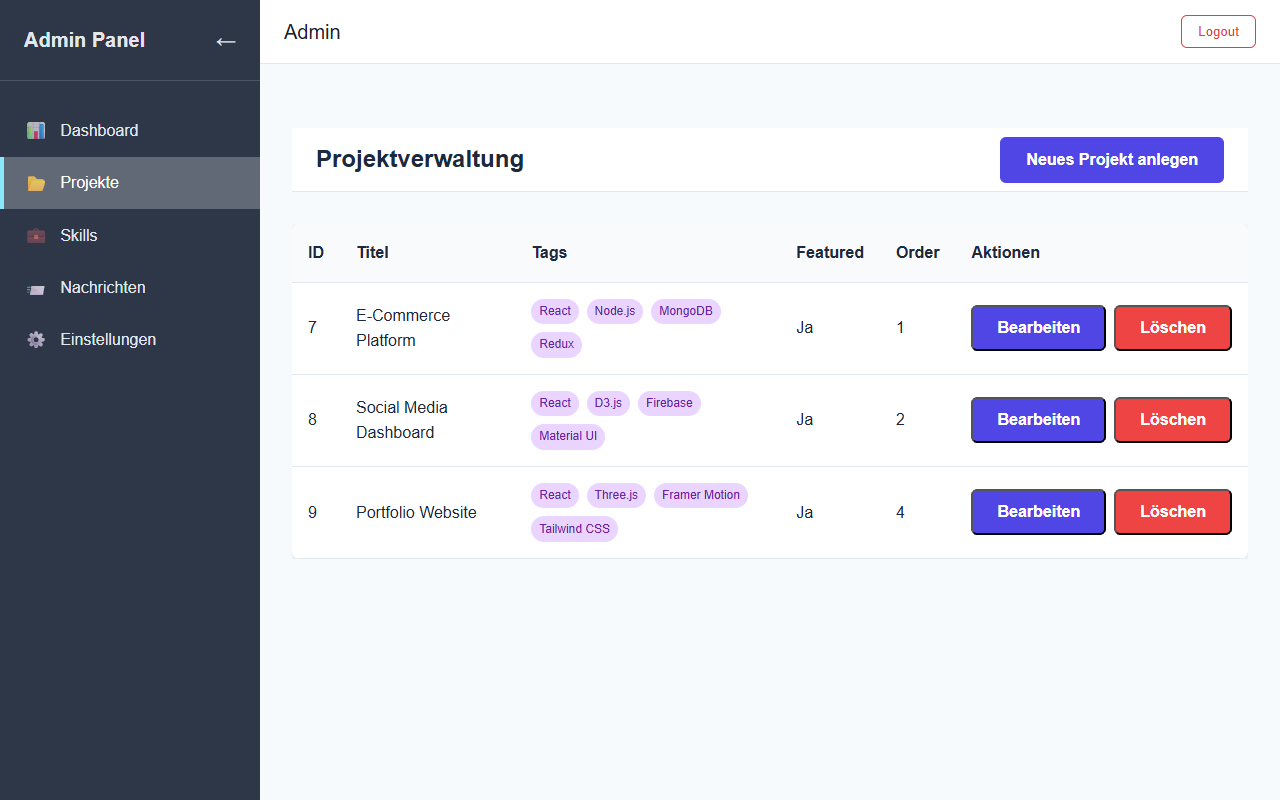 Admin Panel ←
Admin
Logout
Dashboard
Projekte
Skills
Nachrichten
Einstellungen
Projektverwaltung
Neues Projekt anlegen
ID Titel Tags Featured Order Aktionen
7 E-Commerce Platform React Node.js MongoDB Redux Ja 1 Bearbeiten Löschen
8 Social Media Dashboard React D3.js Firebase Material UI Ja 2 Bearbeiten Löschen
9 Portfolio Website React Three.js Framer Motion Tailwind CSS Ja 4 Bearbeiten Löschen